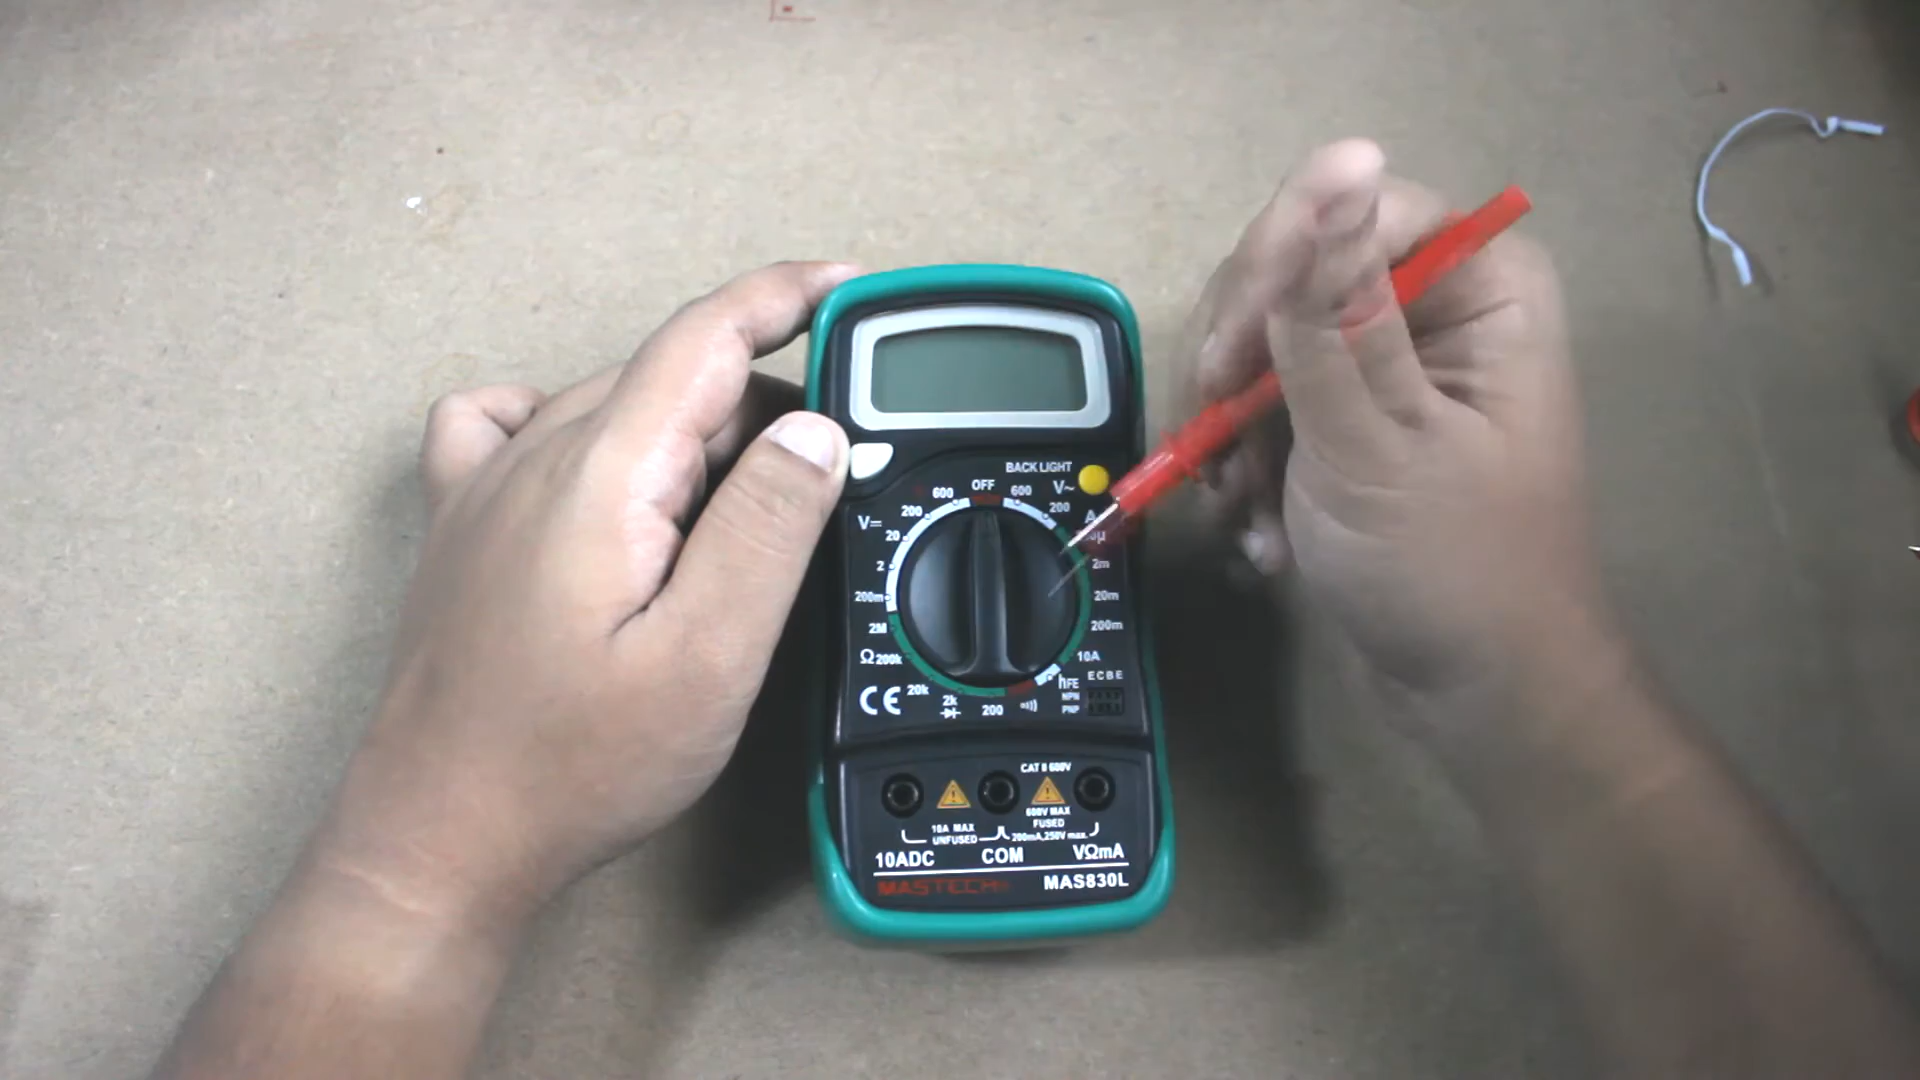 BACK LIGHT
OFF
600
200
V=
20
2
200m
2M
Ω 200k
20k
2k
200
600
V~
200
A
2m
20m
200m
10A
hFE
E C B E
NPN
PNP
CE
CAT II 600V
600V MAX
FUSED
10A MAX
UNFUSED
200mA,250V max.
10ADC
COM
VΩmA
MASTECH
MAS830L